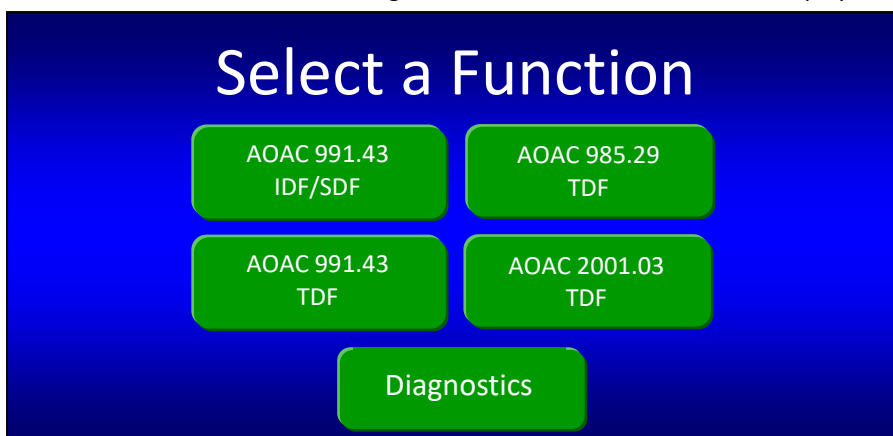 Select a Function
AOAC 991.43
IDF/SDF
AOAC 985.29
TDF
AOAC 991.43
TDF
AOAC 2001.03
TDF
Diagnostics